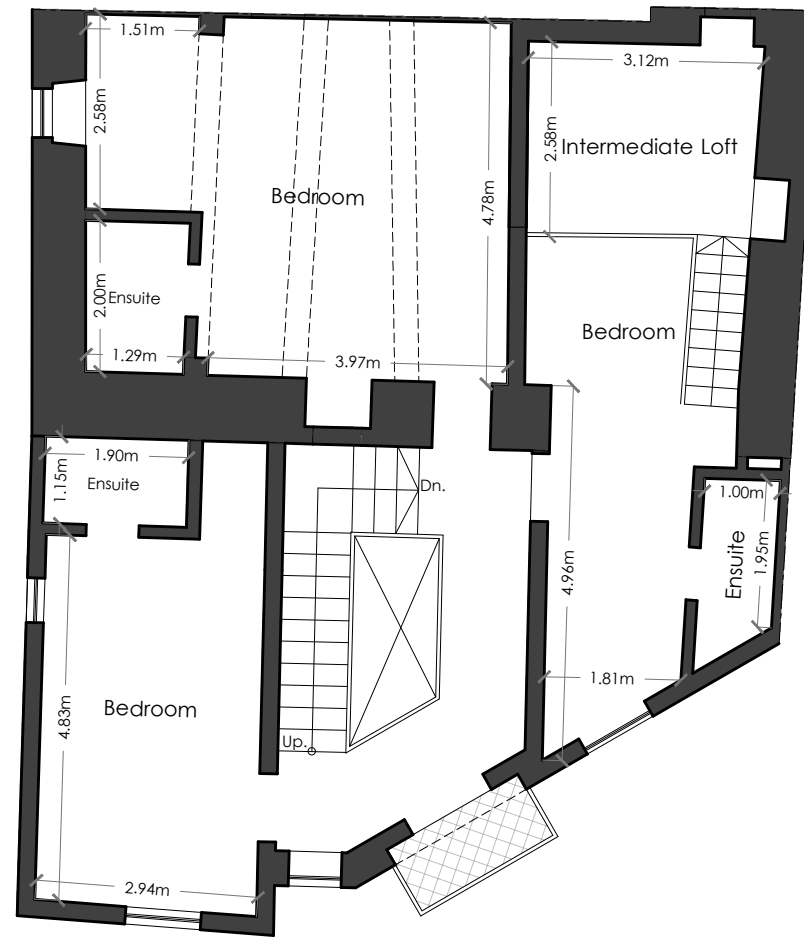 1.51m
3.12m
2.58m
2.58m
Intermediate Loft
Bedroom
4.78m
2.00m
Ensuite
Bedroom
1.29m
3.97m
1.90m
1.15m
Ensuite
Dn.
1.00m
Ensuite
1.95m
4.96m
1.81m
Bedroom
4.83m
Up.
2.94m